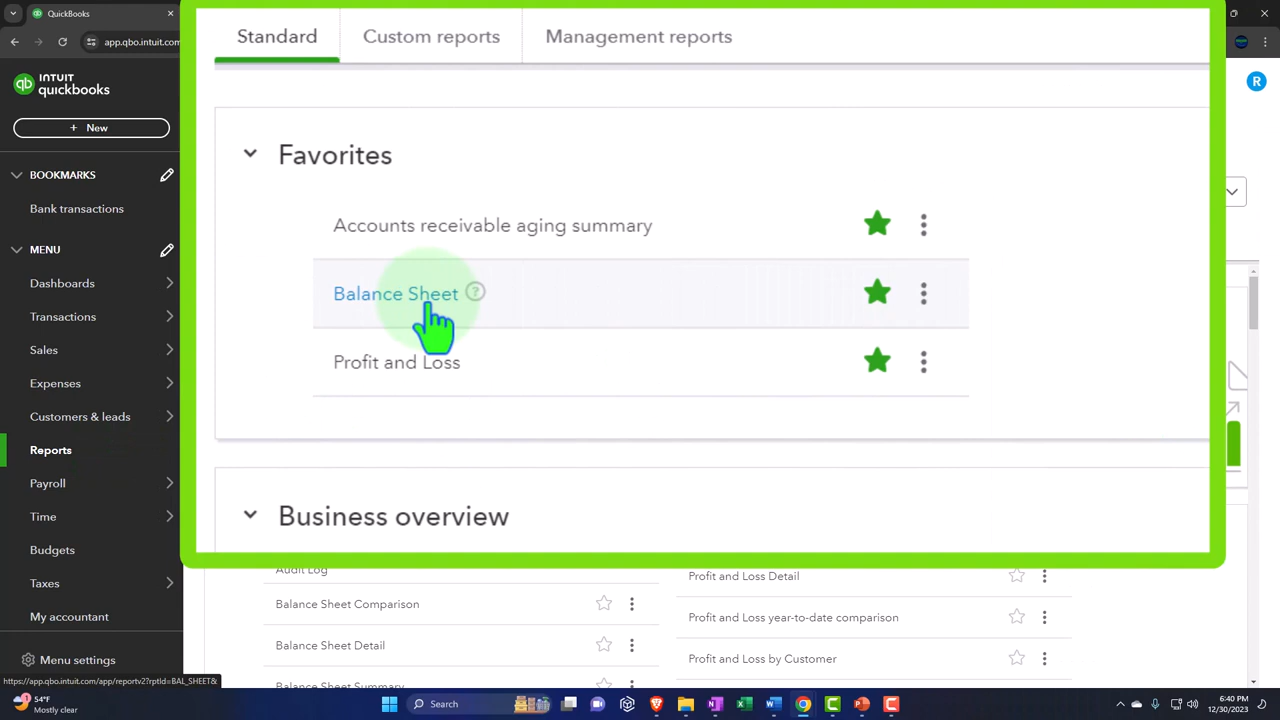 QuickBooks
app.qbo.intuit.com
INTUIT
quickbooks
+ New
BOOKMARKS
Bank transactions
MENU
Dashboards
Transactions
Sales
Expenses
Customers & leads
Reports
Payroll
Time
Budgets
Taxes
My accountant
Menu settings
Standard
Custom reports
Management reports
R
Favorites
Accounts receivable aging summary
Balance Sheet ?
Profit and Loss
Business overview
Audit Log
Balance Sheet Comparison
Balance Sheet Detail
Balance Sheet Summary
Profit and Loss Detail
Profit and Loss year-to-date comparison
Profit and Loss by Customer
https://app.qbo.intuit.com/app/reportv2?rptId=BAL_SHEET&
54°F
Mostly clear
Search
6:40 PM
12/30/2023